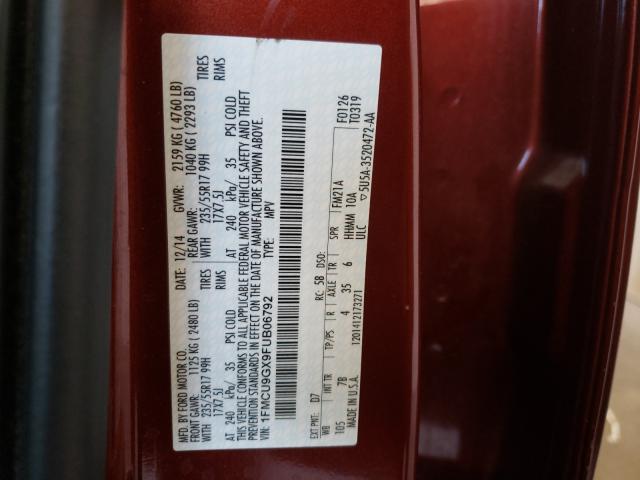 MFD. BY FORD MOTOR CO. DATE: 12/14 GVWR: 2159 KG ( 4760 LB)
FRONT GAWR: 1125 KG ( 2480 LB) REAR GAWR: 1040 KG ( 2293 LB)
WITH 235/55R17 99H TIRES WITH 235/55R17 99H TIRES
17X7.5J RIMS 17X7.5J RIMS
AT 240 kPa/ 35 PSI COLD AT 240 kPa/ 35 PSI COLD
THIS VEHICLE CONFORMS TO ALL APPLICABLE FEDERAL MOTOR VEHICLE SAFETY AND THEFT
PREVENTION STANDARDS IN EFFECT ON THE DATE OF MANUFACTURE SHOWN ABOVE.
VIN: 1FMCU9GX9FUB06792 TYPE: MPV
EXT PNT: D7 RC: 58 DSO: F0126
WB INT TR TP/PS R AXLE TR SPR FM21A T0319
105 7B 4 35 6 HHMM 10A
1201412173271 ULC ▽5U5A-3520472-AA
MADE IN U.S.A.